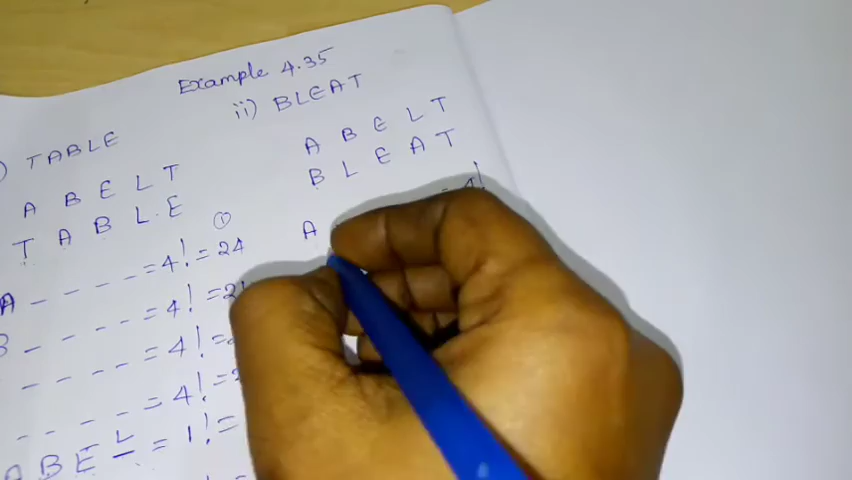 Example 4.35
) TABLE
A B E L T
T A B L E
①
A - - - - = 4! = 24
B - - - - = 4! =
- - - - = 4! =
- - - - = 4! =
A B E L - = 1! =
ii) BLEAT
A B E L T
B L E A T
A = 4!